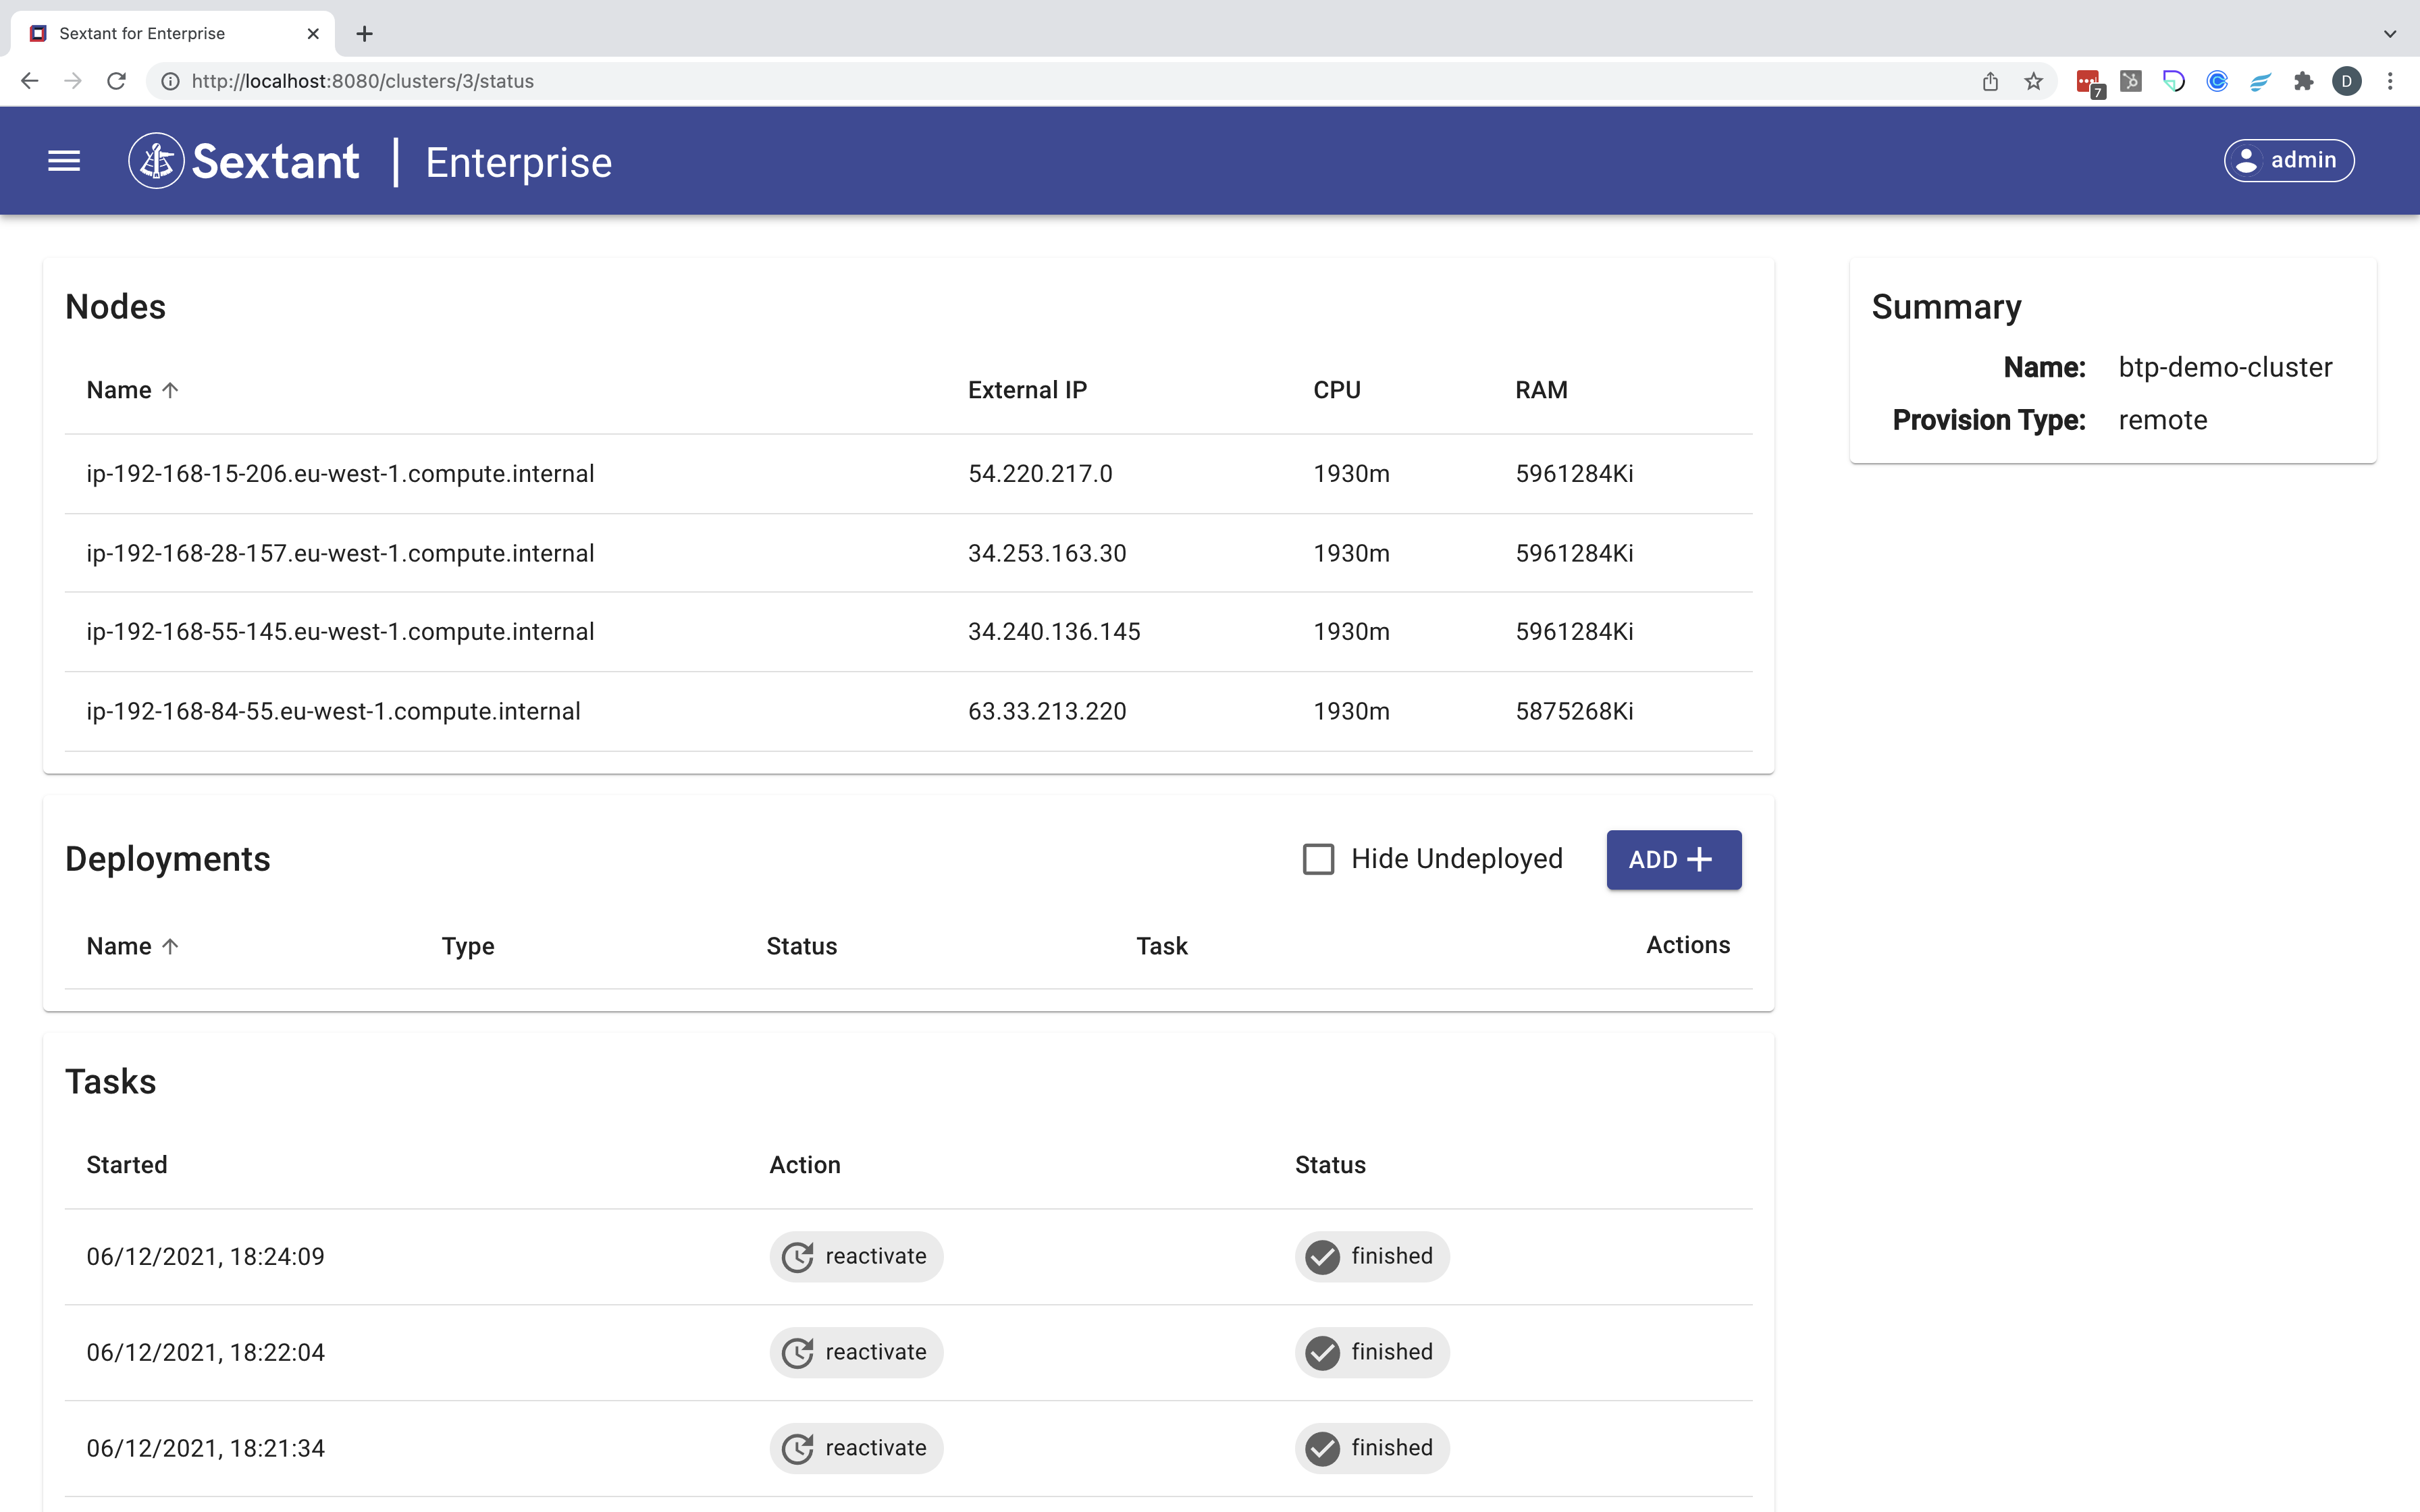 Sextant for Enterprise
http://localhost:8080/clusters/3/status
7
D
Sextant | Enterprise
admin
Nodes
Name External IP CPU RAM
ip-192-168-15-206.eu-west-1.compute.internal 54.220.217.0 1930m 5961284Ki
ip-192-168-28-157.eu-west-1.compute.internal 34.253.163.30 1930m 5961284Ki
ip-192-168-55-145.eu-west-1.compute.internal 34.240.136.145 1930m 5961284Ki
ip-192-168-84-55.eu-west-1.compute.internal 63.33.213.220 1930m 5875268Ki
Summary
Name: btp-demo-cluster
Provision Type: remote
Deployments
Hide Undeployed
ADD
Name Type Status Task Actions
Tasks
Started Action Status
06/12/2021, 18:24:09 reactivate finished
06/12/2021, 18:22:04 reactivate finished
06/12/2021, 18:21:34 reactivate finished